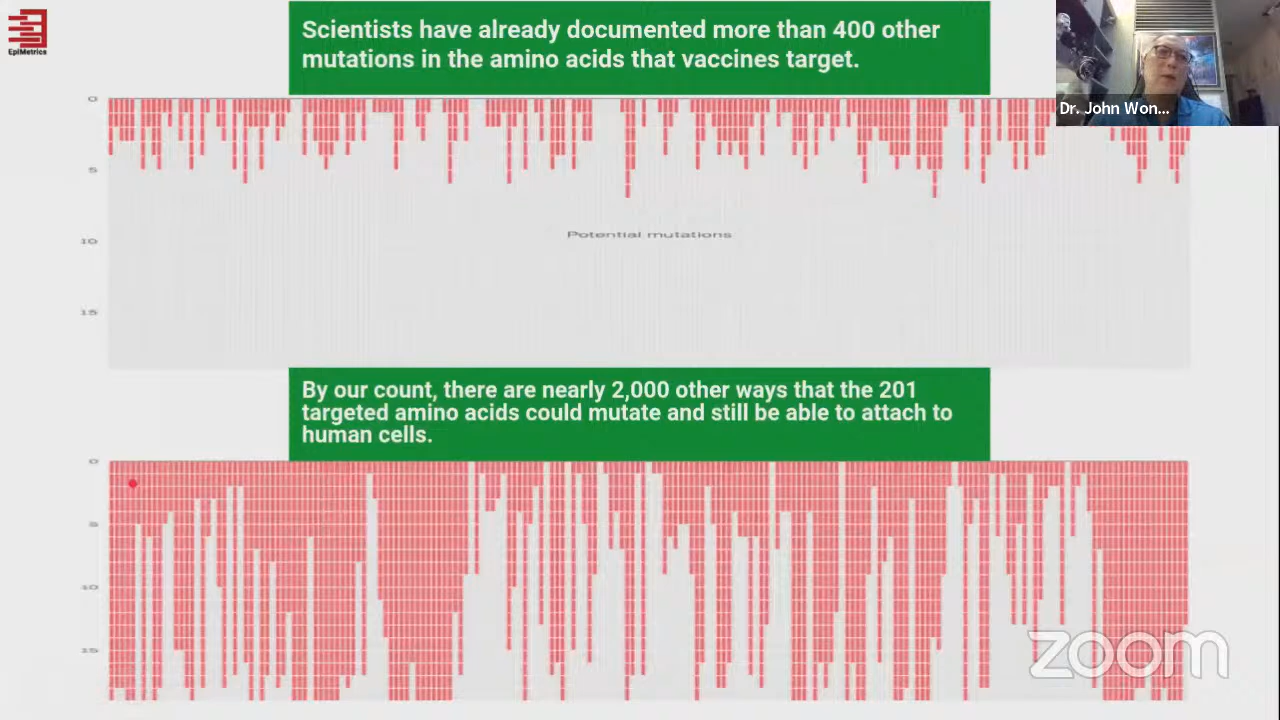 EpiMetrics
Scientists have already documented more than 400 other
mutations in the amino acids that vaccines target.
Dr. John Won...
0
5
Potential mutations
10
15
By our count, there are nearly 2,000 other ways that the 201
targeted amino acids could mutate and still be able to attach to
human cells.
0
5
10
15
zoom